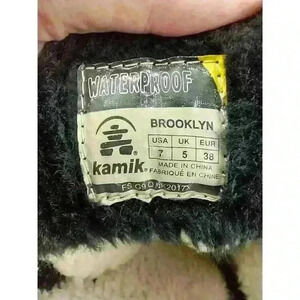 WATERPROOF
BROOKLYN
USA UK EUR
7 5 38
MADE IN CHINA
FABRIQUÉ EN CHINE
kamik